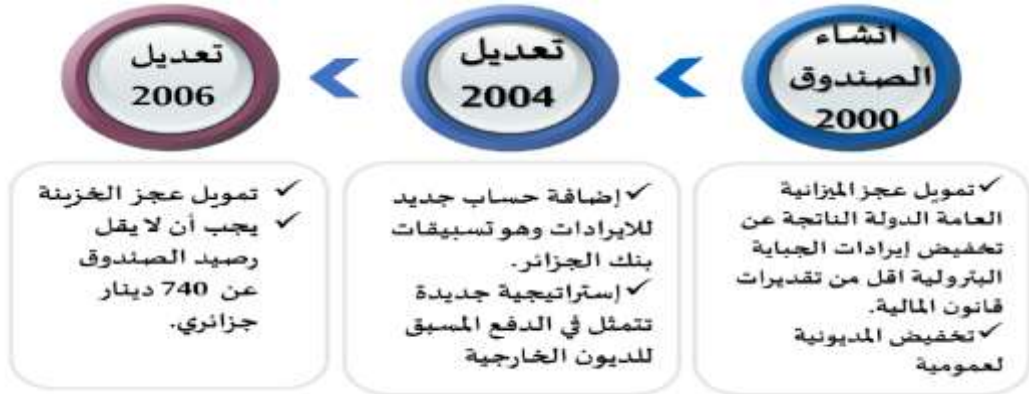 انشاء
الصندوق
2000
تعديل
2004
تعديل
2006
✓تمويل عجز الميزانية
العامة الدولة الناتجة عن
تخفيض إيرادات الجباية
البترولية اقل من تقديرات
قانون المالية.
✓تخفيض المديونية
لعمومية
✓إضافة حساب جديد
للايرادات وهو تسبيقات
بنك الجزائر.
✓إستراتيجية جديدة
تتمثل في الدفع المسبق
للديون الخارجية
✓ تمويل عجز الخزينة
✓ يجب أن لا يقل
رصيد الصندوق
عن 740 دينار
جزائري.